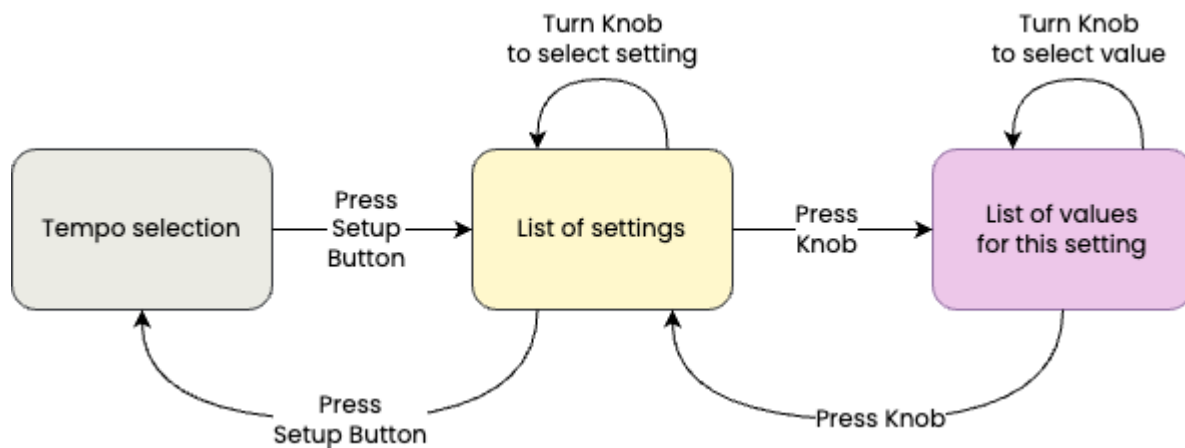 Turn Knob
to select setting
Turn Knob
to select value
Tempo selection
Press
Setup
Button
List of settings
Press
Knob
List of values
for this setting
Press
Setup Button
Press Knob